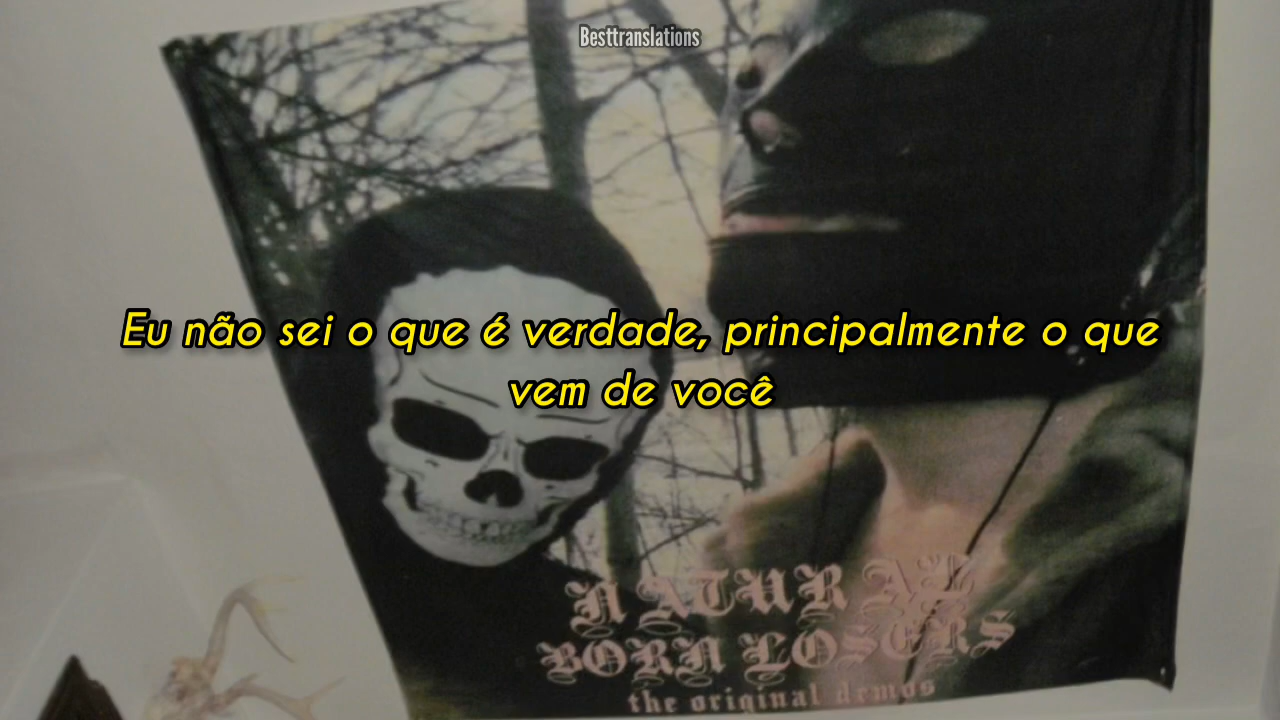 Besttranslations
Eu não sei o que é verdade, principalmente o que
vem de você
NATURAL
BORN LOSERS
the original demos